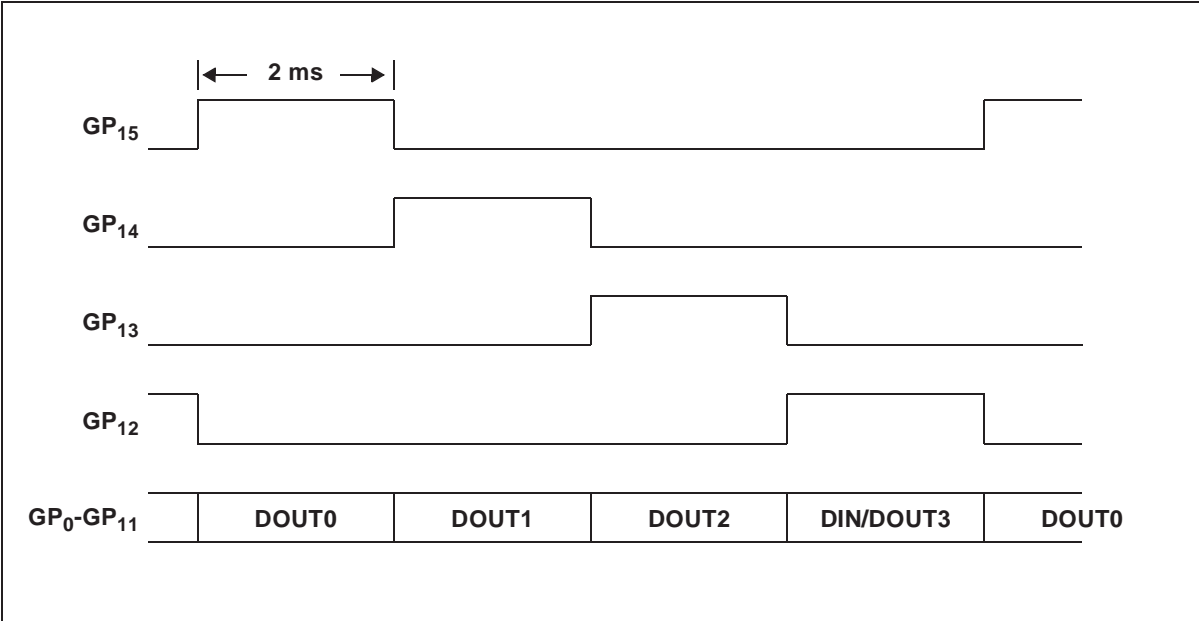 2 ms
GP15
GP14
GP13
GP12
GP0-GP11 DOUT0 DOUT1 DOUT2 DIN/DOUT3 DOUT0